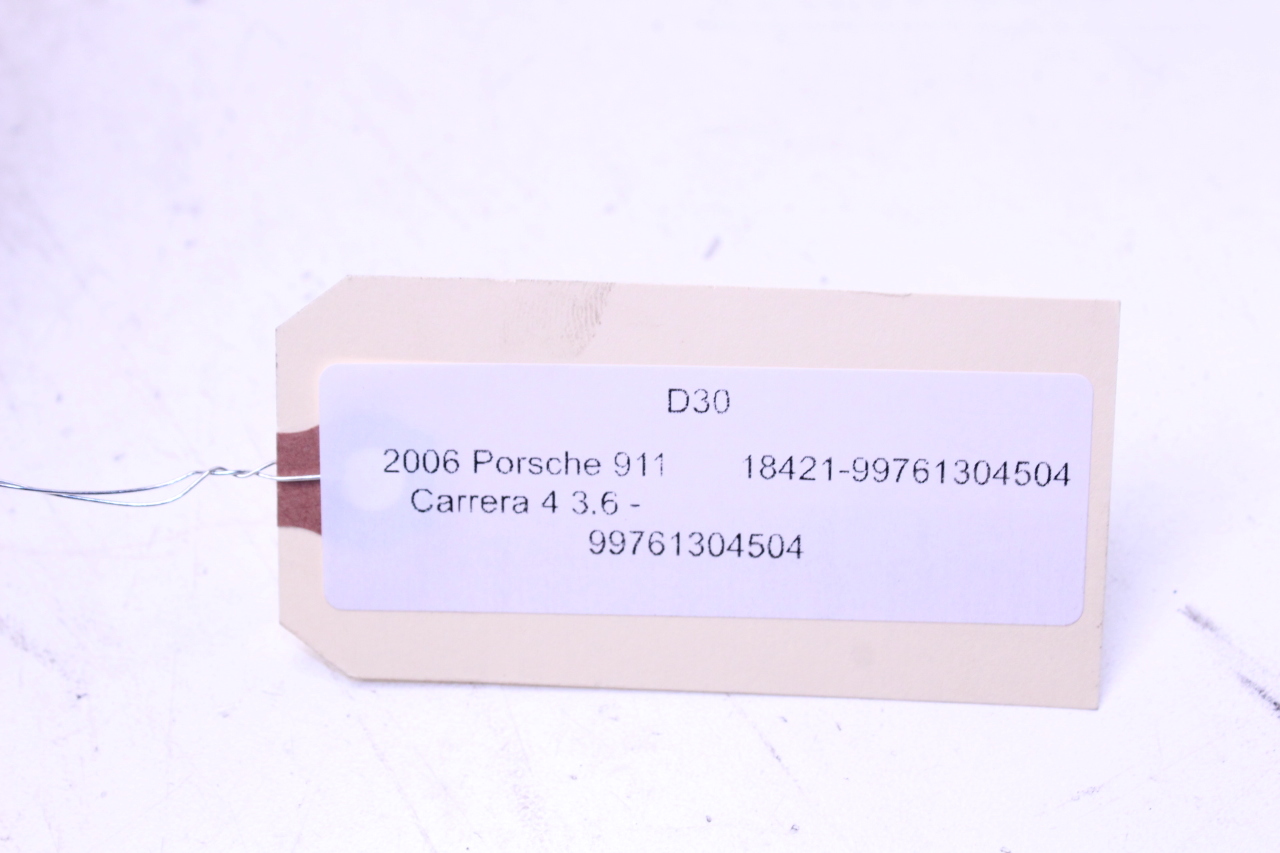 D30
2006 Porsche 911 18421-99761304504
Carrera 4 3.6 -
99761304504